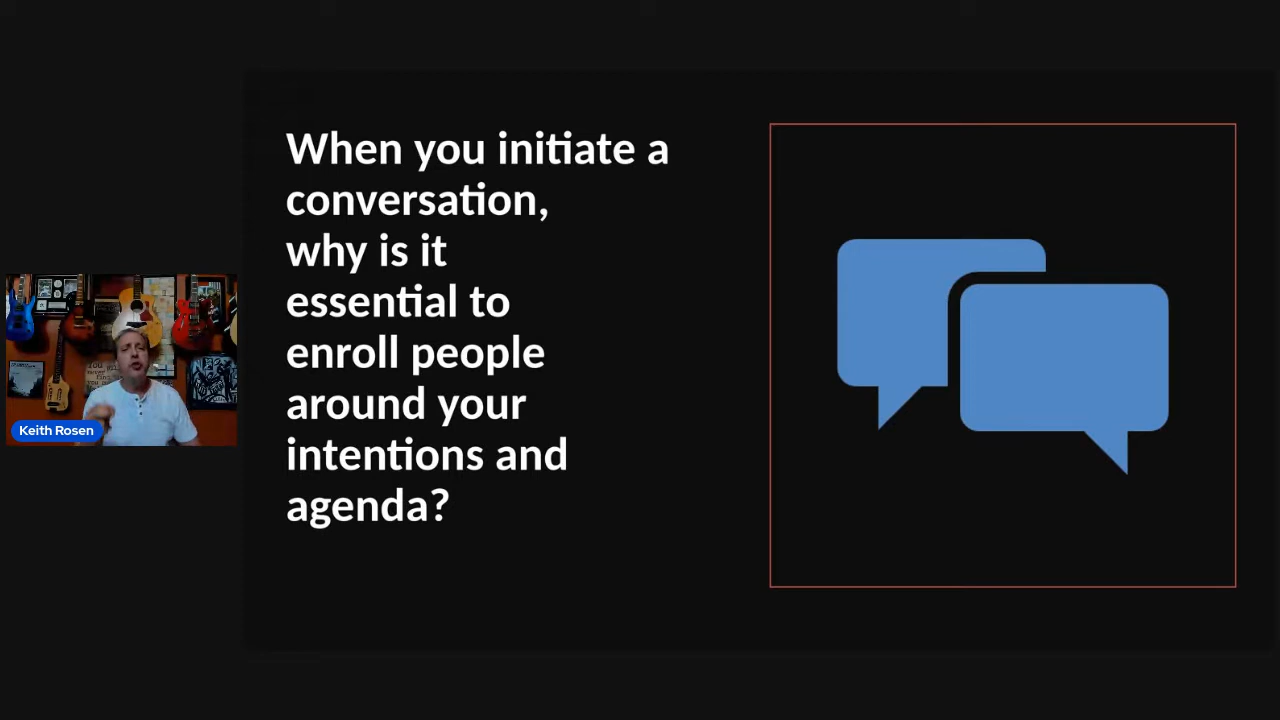 When you initiate a
conversation,
why is it
essential to
enroll people
around your
intentions and
agenda?
Keith Rosen